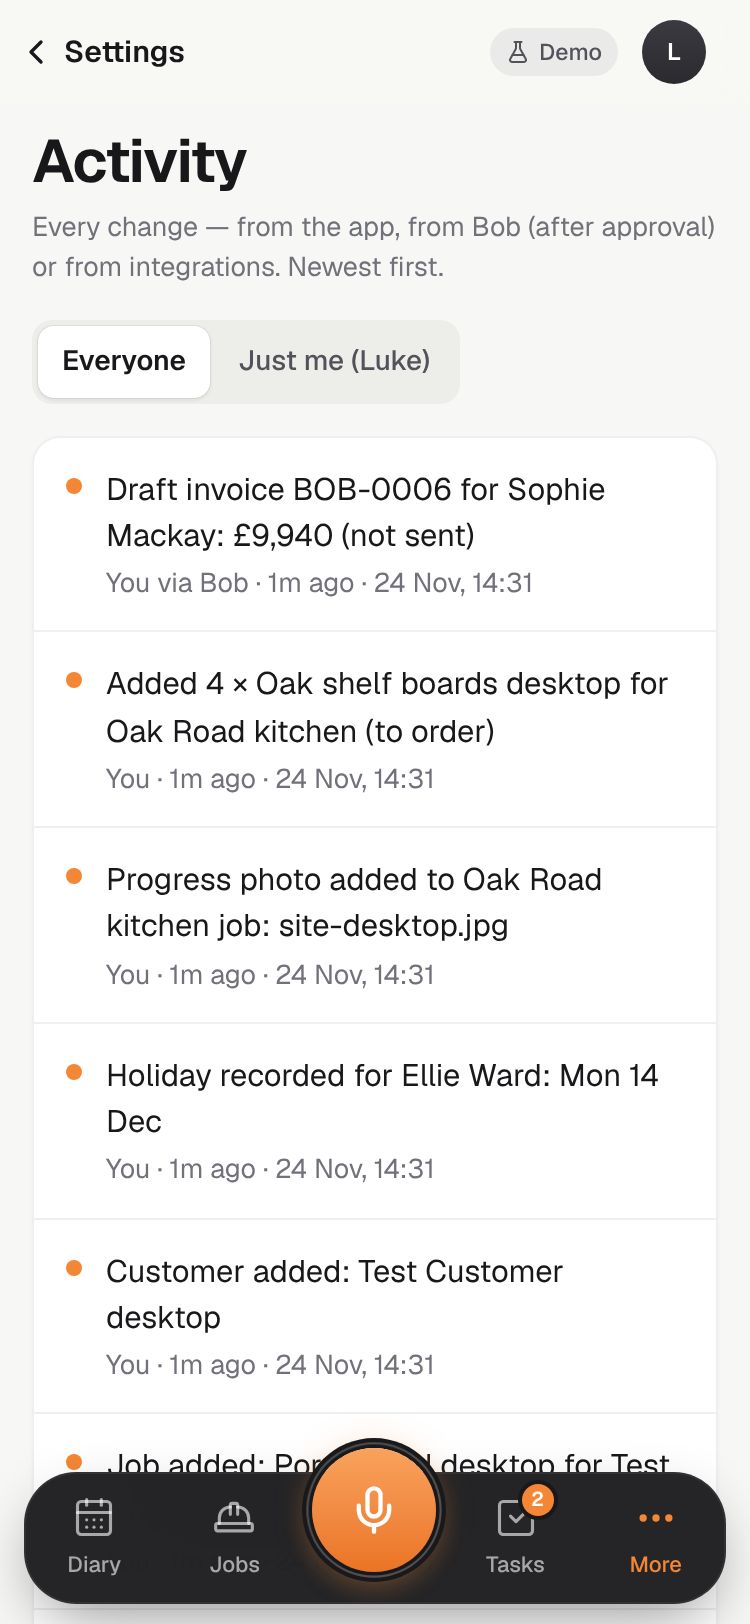 Settings
Demo
L
Activity
Every change — from the app, from Bob (after approval)
or from integrations. Newest first.
Everyone
Just me (Luke)
Draft invoice BOB-0006 for Sophie
Mackay: £9,940 (not sent)
You via Bob · 1m ago · 24 Nov, 14:31
Added 4 × Oak shelf boards desktop for
Oak Road kitchen (to order)
You · 1m ago · 24 Nov, 14:31
Progress photo added to Oak Road
kitchen job: site-desktop.jpg
You · 1m ago · 24 Nov, 14:31
Holiday recorded for Ellie Ward: Mon 14
Dec
You · 1m ago · 24 Nov, 14:31
Customer added: Test Customer
desktop
You · 1m ago · 24 Nov, 14:31
Job added: desktop for Test
2
Diary
Jobs
Tasks
More